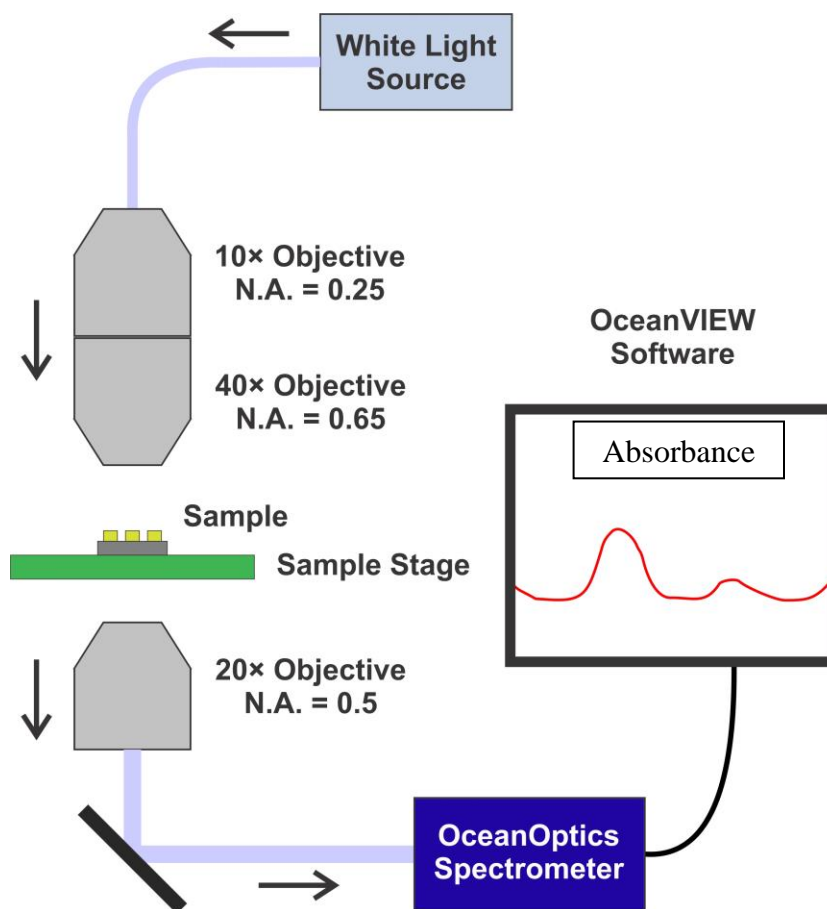 White Light
Source
10× Objective
N.A. = 0.25
40× Objective
N.A. = 0.65
OceanVIEW
Software
Absorbance
Sample
Sample Stage
20× Objective
N.A. = 0.5
OceanOptics
Spectrometer